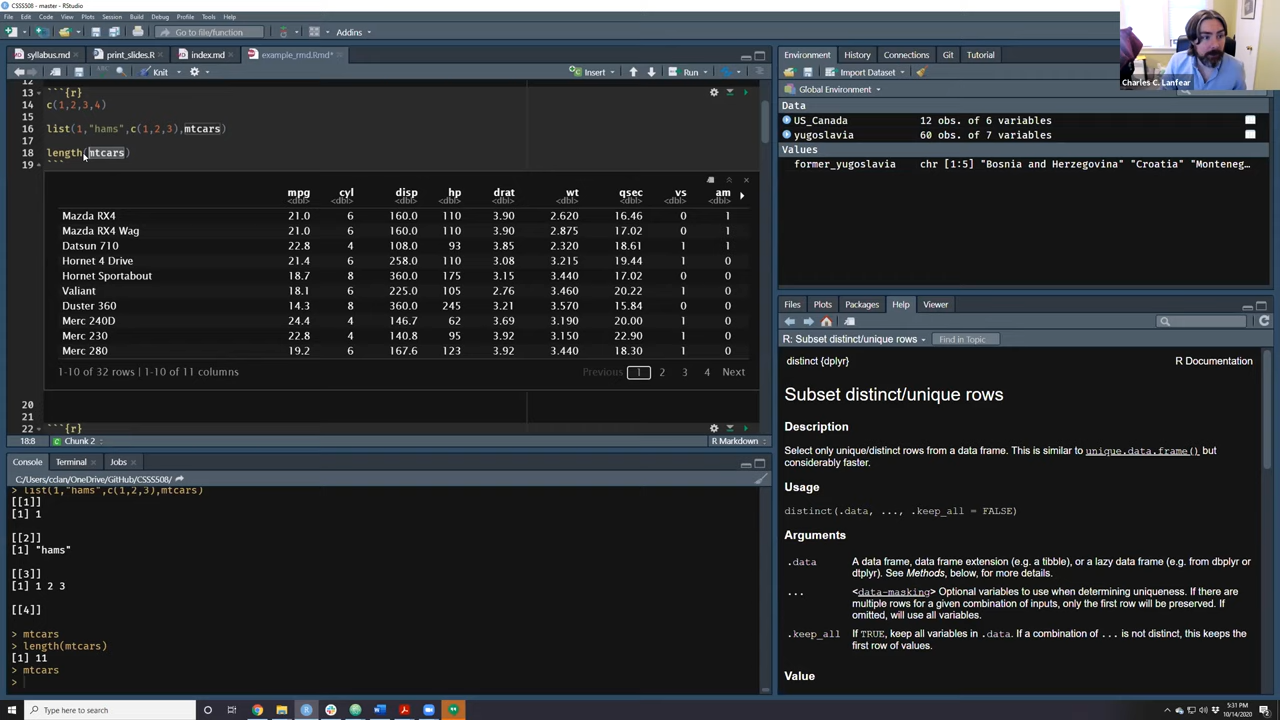 CSSS508 - master - RStudio
File Edit Code View Plots Session Build Debug Profile Tools Help
Go to file/function Addins
syllabus.md print_slides.R index.md example_rmd.Rmd*
Knit Insert Run
13 ```{r}
14 c(1,2,3,4)
15
16 list(1,"hams",c(1,2,3),mtcars)
17
18 length(mtcars)
19 ```
mpg cyl disp hp drat wt qsec vs am
<dbl> <dbl> <dbl> <dbl> <dbl> <dbl> <dbl> <dbl> <dbl>
Mazda RX4 21.0 6 160.0 110 3.90 2.620 16.46 0 1
Mazda RX4 Wag 21.0 6 160.0 110 3.90 2.875 17.02 0 1
Datsun 710 22.8 4 108.0 93 3.85 2.320 18.61 1 1
Hornet 4 Drive 21.4 6 258.0 110 3.08 3.215 19.44 1 0
Hornet Sportabout 18.7 8 360.0 175 3.15 3.440 17.02 0 0
Valiant 18.1 6 225.0 105 2.76 3.460 20.22 1 0
Duster 360 14.3 8 360.0 245 3.21 3.570 15.84 0 0
Merc 240D 24.4 4 146.7 62 3.69 3.190 20.00 1 0
Merc 230 22.8 4 140.8 95 3.92 3.150 22.90 1 0
Merc 280 19.2 6 167.6 123 3.92 3.440 18.30 1 0
1-10 of 32 rows | 1-10 of 11 columns Previous 1 2 3 4 Next
20
21
22 ```{r}
18:8 Chunk 2 R Markdown
Console Terminal Jobs
C:/Users/cclan/OneDrive/GitHub/CSSS508/
> list(1,"hams",c(1,2,3),mtcars)
[[1]]
[1] 1
[[2]]
[1] "hams"
[[3]]
[1] 1 2 3
[[4]]
> mtcars
> length(mtcars)
[1] 11
> mtcars
>
Charles C. Lanfear
Environment History Connections Git Tutorial
Import Dataset
Global Environment
Data
US_Canada 12 obs. of 6 variables
yugoslavia 60 obs. of 7 variables
Values
former_yugoslavia chr [1:5] "Bosnia and Herzegovina" "Croatia" "Monteneg…
Files Plots Packages Help Viewer
R: Subset distinct/unique rows Find in Topic
distinct {dplyr} R Documentation
Subset distinct/unique rows
Description
Select only unique/distinct rows from a data frame. This is similar to unique.data.frame() but
considerably faster.
Usage
distinct(.data, ..., .keep_all = FALSE)
Arguments
.data A data frame, data frame extension (e.g. a tibble), or a lazy data frame (e.g. from dbplyr or
dtplyr). See Methods, below, for more details.
... <data-masking> Optional variables to use when determining uniqueness. If there are
multiple rows for a given combination of inputs, only the first row will be preserved. If
omitted, will use all variables.
.keep_all If TRUE, keep all variables in .data. If a combination of ... is not distinct, this keeps the
first row of values.
Value
Type here to search
5:31 PM
10/14/2020